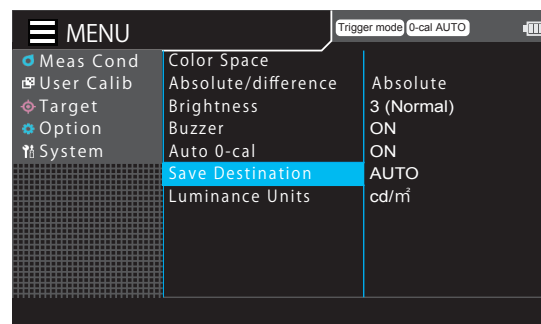 MENU
Trigger mode 0-cal AUTO
Meas Cond
User Calib
Target
Option
System
Color Space
Absolute/difference Absolute
Brightness 3 (Normal)
Buzzer ON
Auto 0-cal ON
Save Destination AUTO
Luminance Units cd/㎡